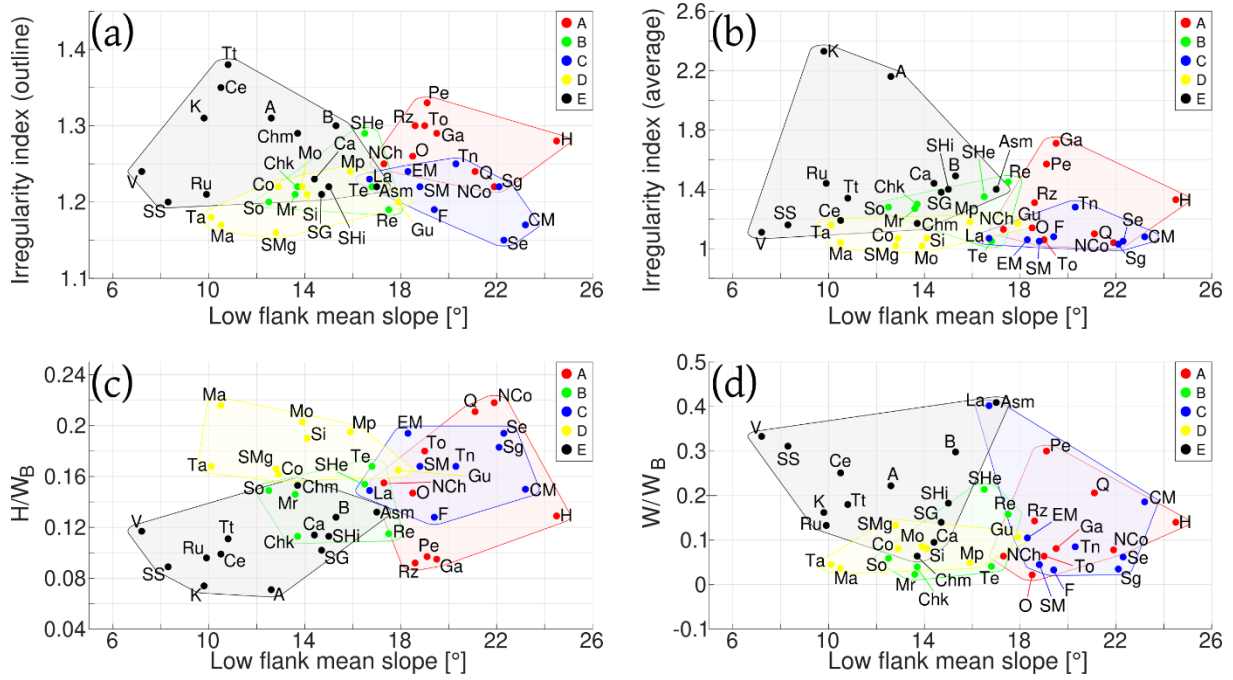 (a)
Irregularity index (outline)
1.4
1.3
1.2
1.1
Tt
Ce
K
A
B
Chm
SHe
Ca
Mo
Chk
Mp
V
SS
Ru
Co
So
Ta
Ma
SMg
Mr
Si
SG
SHi
Te
La
Asm
Re
Gu
Pe
Rz
To
Ga
H
NCh
O
EM
Tn
Q
SM
NCo
Sg
F
CM
Se
A
B
C
D
E
6 10 14 18 22 26
Low flank mean slope [°]
(b)
Irregularity index (average)
2.6
2.2
1.8
1.4
1
K
A
Ru
Tt
Ca
SHi
B
SHe
Asm
Ga
Pe
Re
Chk
So
SG
Mp
Rz
H
V
SS
Ce
Ta
Mr
Chm
NCh
Gu
O
F
Tn
Q
Se
CM
Ma
SMg
Co
Mo
Si
La
Te
EM
SM
To
NCo
Sg
A
B
C
D
E
6 10 14 18 22 26
Low flank mean slope [°]
(c)
H/W_B
0.24
0.2
0.16
0.12
0.08
0.04
Ma
Mo
Si
Mp
Ta
SMg
Co
SHe
Te
EM
To
Q
NCo
Se
Sg
SM
Tn
Gu
So
Mr
Chm
La
NCh
O
CM
V
Tt
Ru
Ce
Chk
Ca
B
SHi
SG
Asm
Re
F
H
SS
K
A
Pe
Rz
Ga
A
B
C
D
E
6 10 14 18 22 26
Low flank mean slope [°]
(d)
W/W_B
0.5
0.4
0.3
0.2
0.1
0
-0.1
La
Asm
V
SS
Ce
A
B
Pe
K
Tt
Ru
SHi
SHe
Q
CM
SG
Re
Rz
EM
H
SMg
Ca
Gu
Ga
Co
Mo
Si
Mp
Tn
NCo
Ta
Ma
So
Mr
Chk
Chm
Te
NCh
To
Se
Sg
O
SM
F
A
B
C
D
E
6 10 14 18 22 26
Low flank mean slope [°]